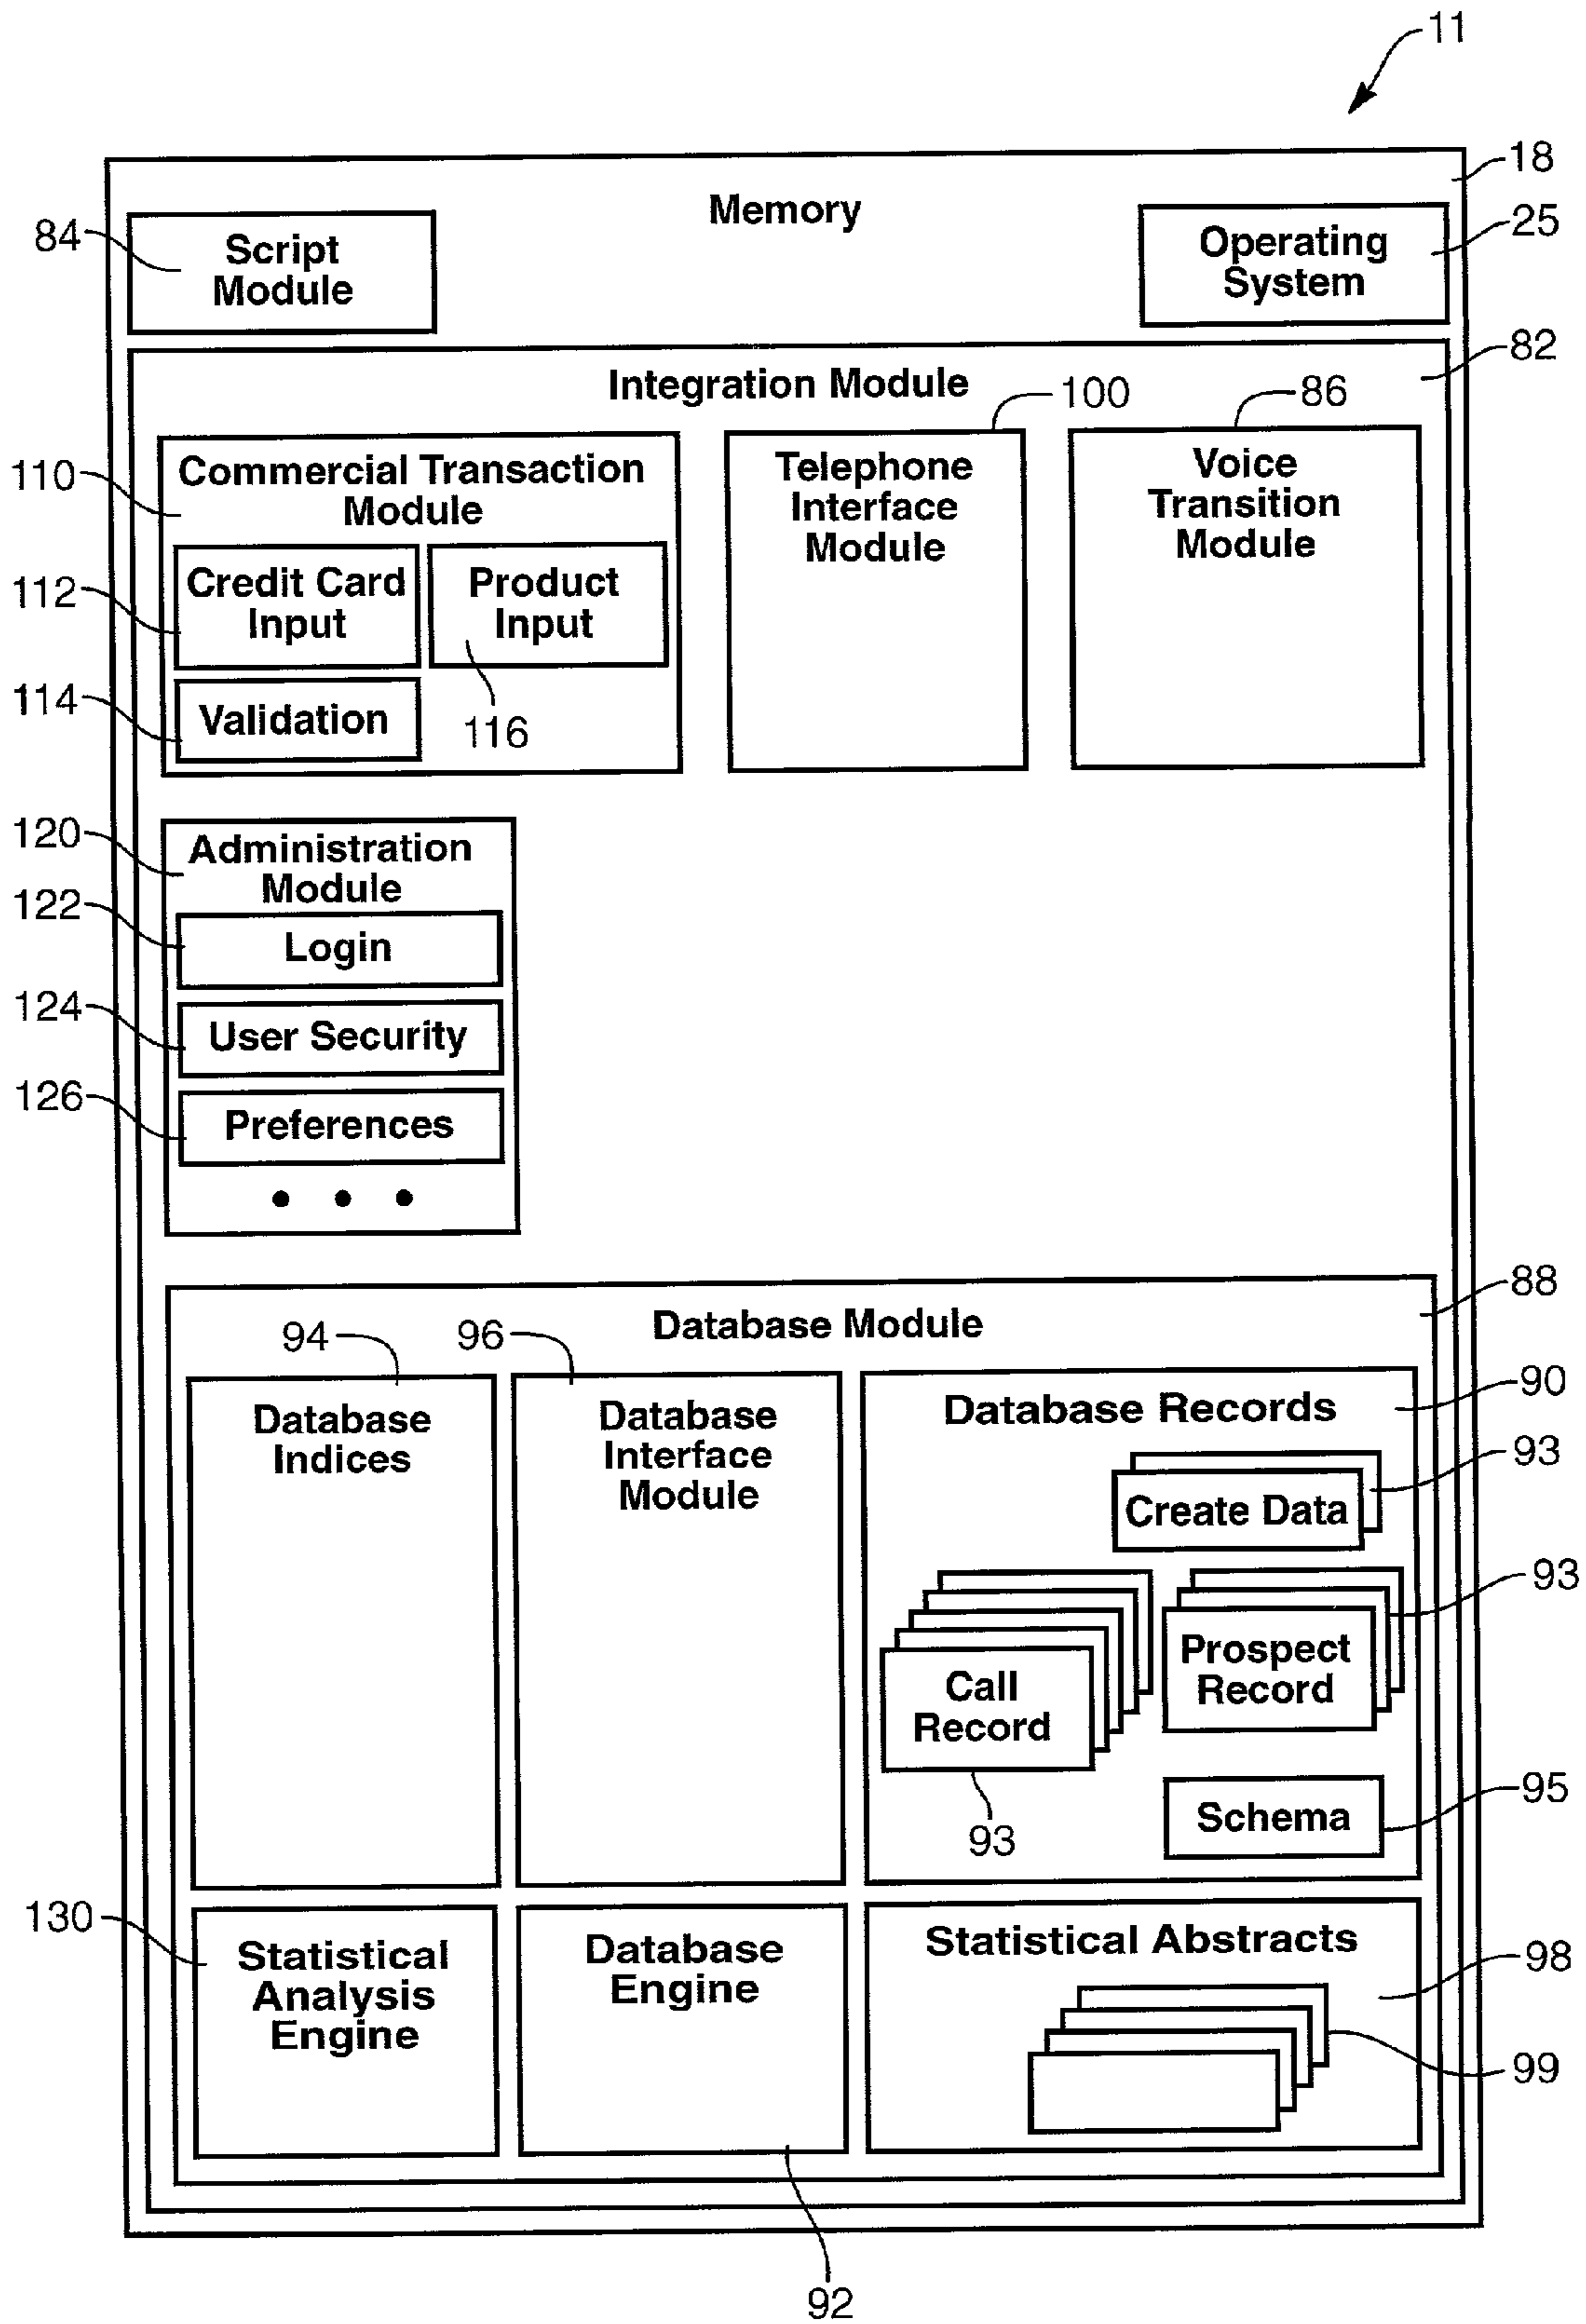 11
18
Memory
84
Script
Module
Operating
System
25
82
Integration Module
100
86
110
Commercial Transaction
Module
Telephone
Interface
Module
Voice
Transition
Module
112
Credit Card
Input
Product
Input
114
Validation
116
120
Administration
Module
122
Login
124
User Security
126
Preferences
• • •
88
Database Module
94
96
90
Database
Indices
Database
Interface
Module
Database Records
93
Create Data
93
Prospect
Record
Call
Record
93
Schema
95
130
Statistical
Analysis
Engine
Database
Engine
Statistical Abstracts
98
99
92